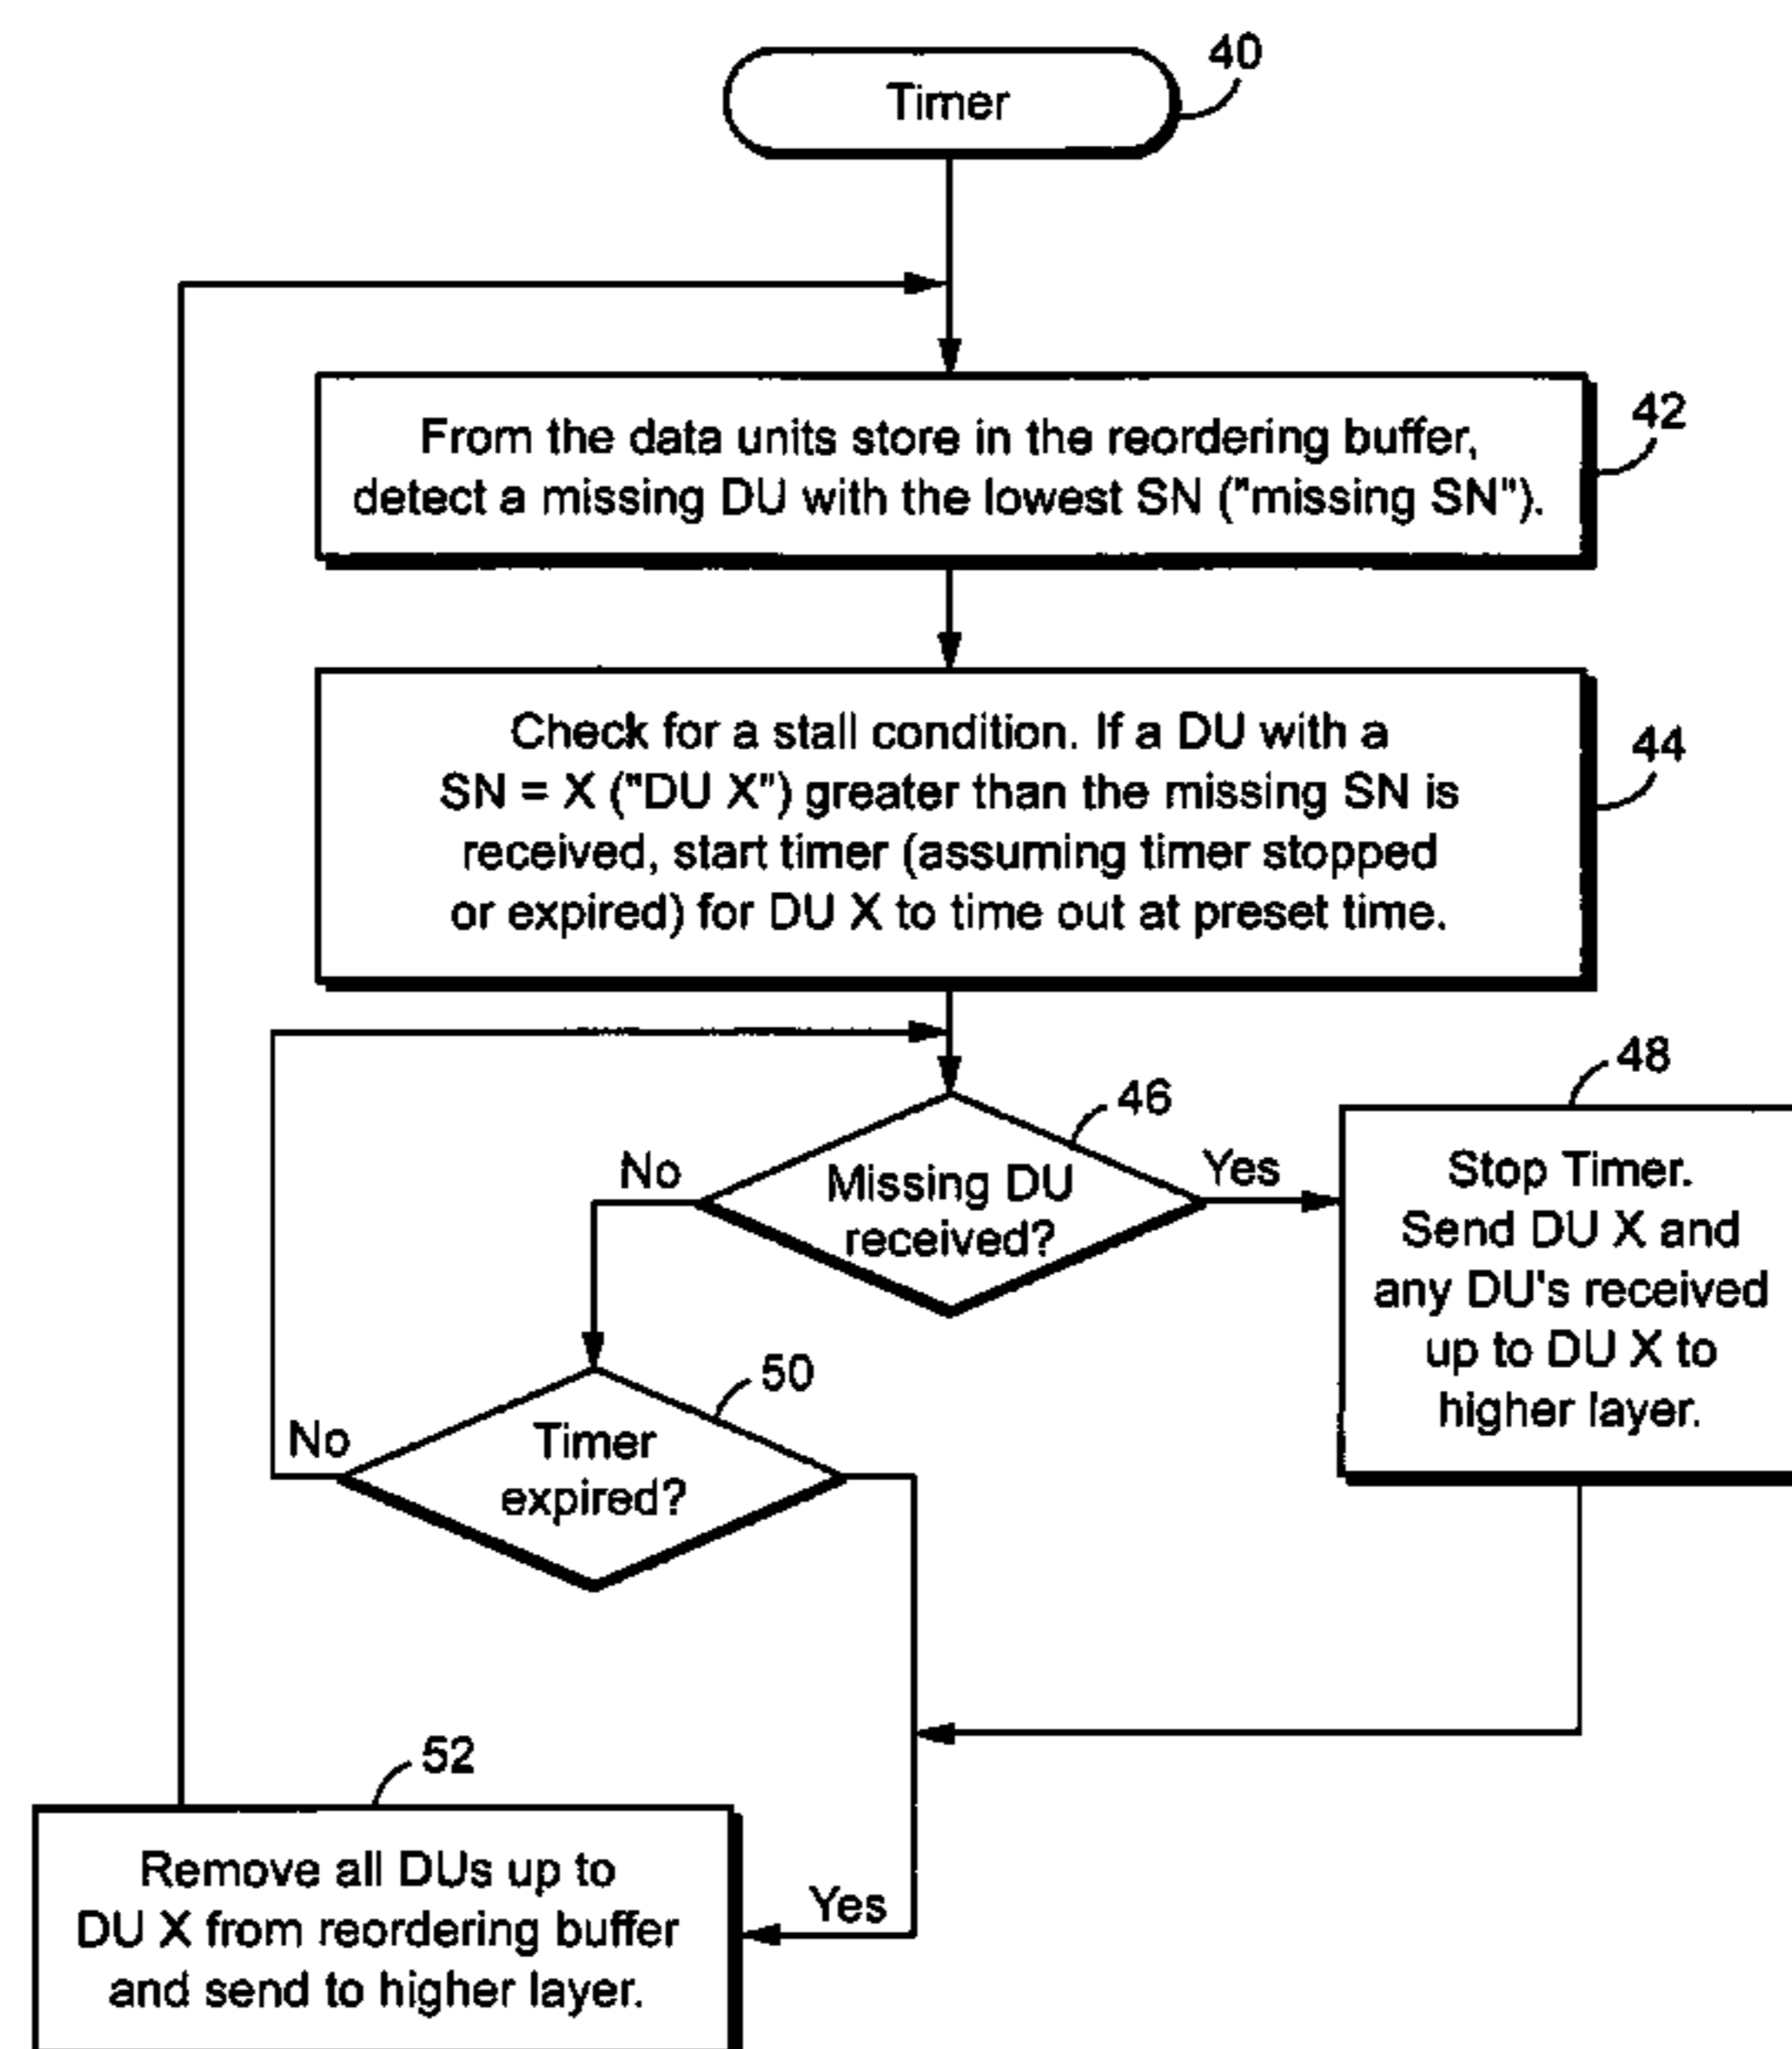 Timer
40
From the data units store in the reordering buffer,
detect a missing DU with the lowest SN ("missing SN").
42
Check for a stall condition. If a DU with a
SN = X ("DU X") greater than the missing SN is
received, start timer (assuming timer stopped
or expired) for DU X to time out at preset time.
44
Missing DU
received?
46
No
Yes
Stop Timer.
Send DU X and
any DU's received
up to DU X to
higher layer.
48
Timer
expired?
50
No
Yes
Remove all DUs up to
DU X from reordering buffer
and send to higher layer.
52